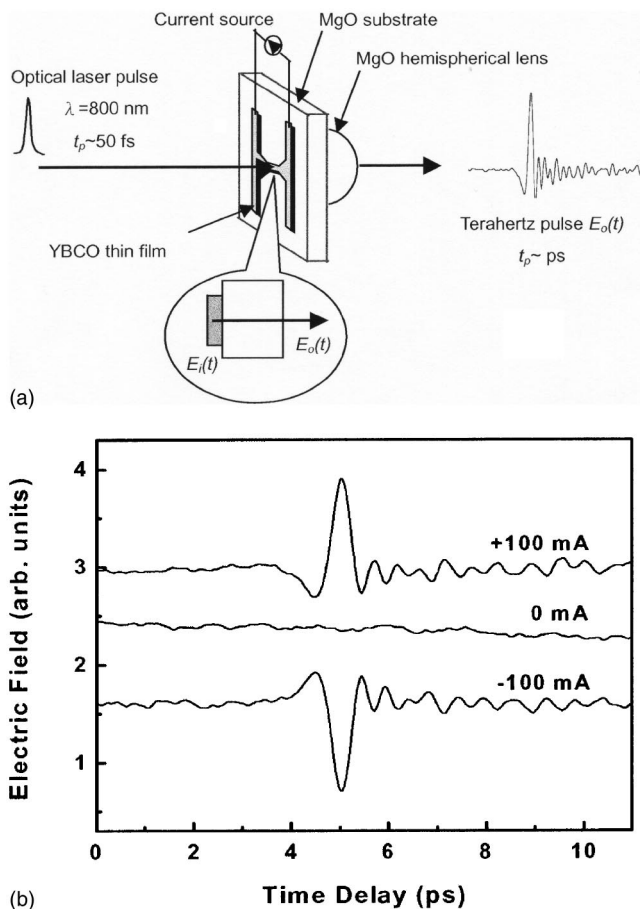 Current source
MgO substrate
MgO hemispherical lens
Optical laser pulse
λ =800 nm
tp~50 fs
YBCO thin film
Terahertz pulse Eo(t)
tp~ ps
Ei(t)
Eo(t)
(a)
4
3
2
1
+100 mA
0 mA
-100 mA
Electric Field (arb. units)
0
2
4
6
8
10
Time Delay (ps)
(b)